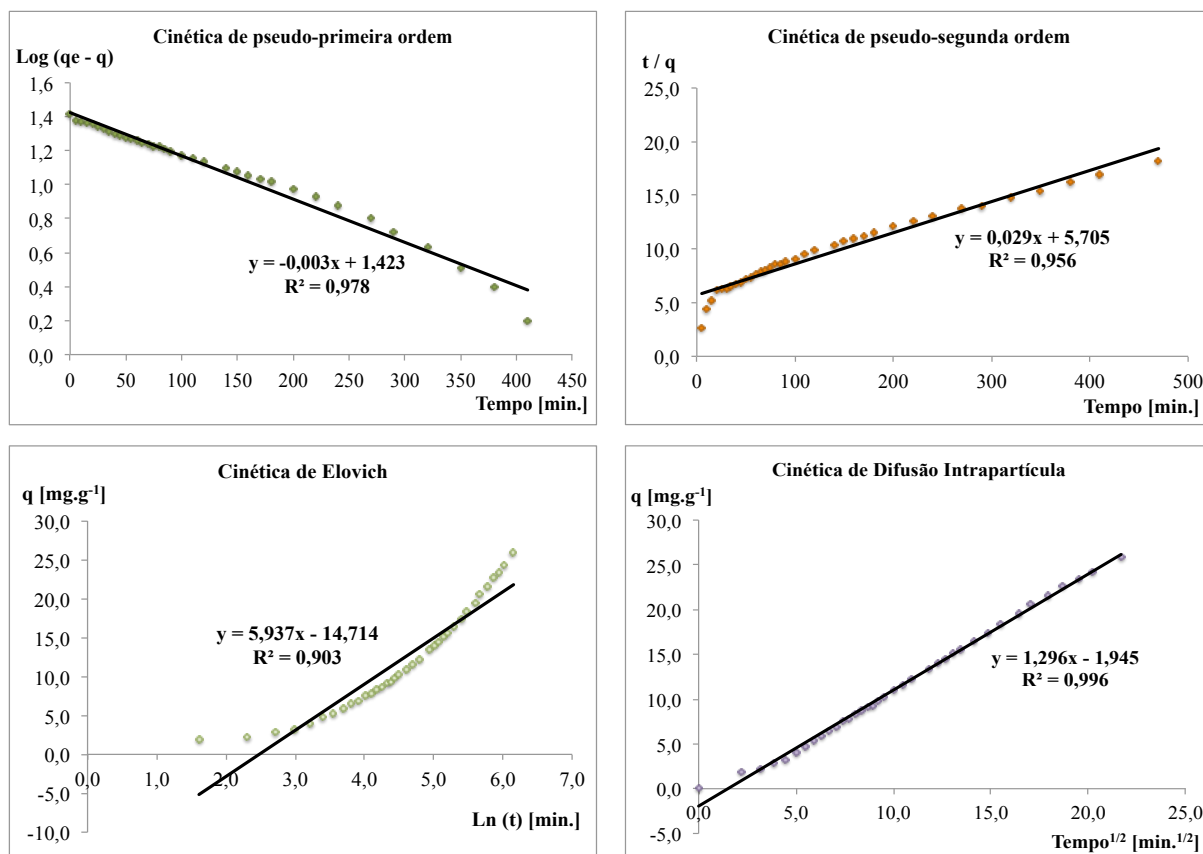 Cinética de pseudo-primeira ordem
Log (qe - q)
1,6
1,4
1,2
1,0
0,8
0,6
0,4
0,2
0,0
y = -0,003x + 1,423
R² = 0,978
0 50 100 150 200 250 300 350 400 450
Tempo [min.]
Cinética de pseudo-segunda ordem
t / q
25,0
20,0
15,0
10,0
5,0
0,0
y = 0,029x + 5,705
R² = 0,956
0 100 200 300 400 500
Tempo [min.]
Cinética de Elovich
q [mg.g⁻¹]
30,0
25,0
20,0
15,0
10,0
5,0
0,0
-5,0
-10,0
y = 5,937x - 14,714
R² = 0,903
0,0 1,0 2,0 3,0 4,0 5,0 6,0 7,0
Ln (t) [min.]
Cinética de Difusão Intrapartícula
q [mg.g⁻¹]
30,0
25,0
20,0
15,0
10,0
5,0
0,0
-5,0
y = 1,296x - 1,945
R² = 0,996
0,0 5,0 10,0 15,0 20,0 25,0
Tempo¹ᐟ² [min.¹ᐟ²]